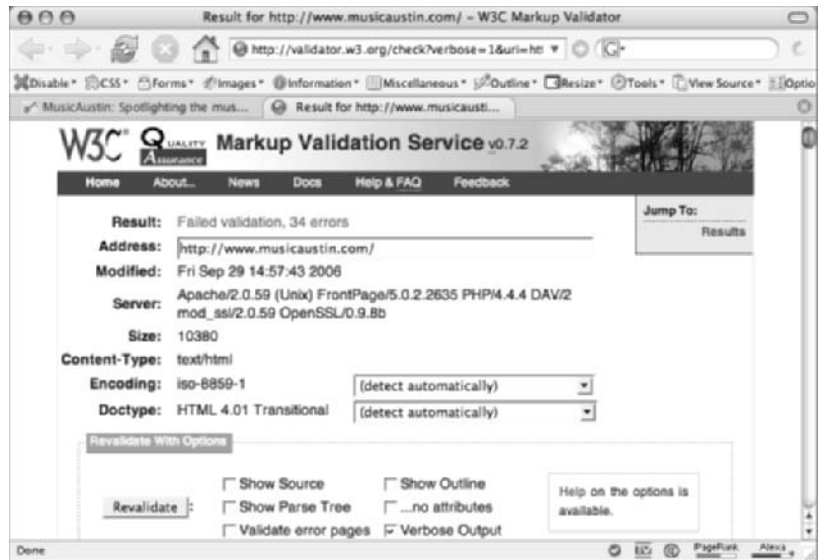 Result for http://www.musicaustin.com/ – W3C Markup Validator
http://validator.w3.org/check?verbose=1&uri=htt
G
Disable* CSS* Forms* Images* Information* Miscellaneous* Outline* Resize* Tools* View Source* Optio
MusicAustin: Spotlighting the mus... Result for http://www.musicausti...
W3C QUALITY Assurance Markup Validation Service v0.7.2
Home About... News Docs Help & FAQ Feedback
Jump To:
Results
Result: Failed validation, 34 errors
Address: http://www.musicaustin.com/
Modified: Fri Sep 29 14:57:43 2006
Server: Apache/2.0.59 (Unix) FrontPage/5.0.2.2635 PHP/4.4.4 DAV/2
mod_ssl/2.0.59 OpenSSL/0.9.8b
Size: 10380
Content-Type: text/html
Encoding: iso-8859-1 (detect automatically)
Doctype: HTML 4.01 Transitional (detect automatically)
Revalidate With Options
Show Source Show Outline
Revalidate : Show Parse Tree ...no attributes
Validate error pages Verbose Output
Help on the options is
available.
Done PageRank Alexa